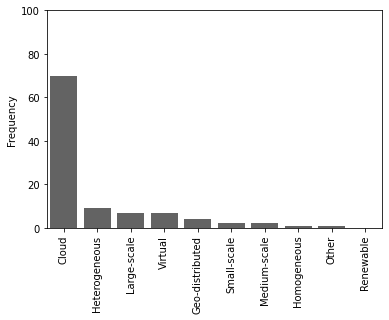 100
80
60
40
20
0
Frequency
Cloud
Heterogeneous
Large-scale
Virtual
Geo-distributed
Small-scale
Medium-scale
Homogeneous
Other
Renewable